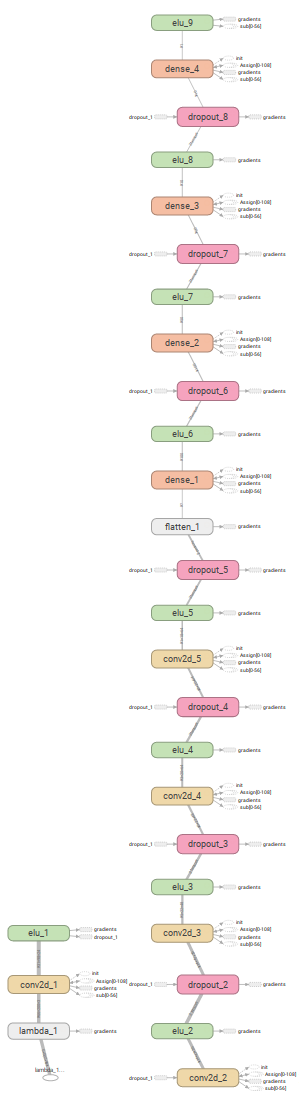 elu_9
gradients
sub[0-56]
dense_4
init
Assign[0-108]
gradients
sub[0-56]
dropout_1
dropout_8
gradients
elu_8
gradients
dense_3
init
Assign[0-108]
gradients
sub[0-56]
dropout_1
dropout_7
gradients
elu_7
gradients
dense_2
init
Assign[0-108]
gradients
sub[0-56]
dropout_1
dropout_6
gradients
elu_6
gradients
dense_1
init
Assign[0-108]
gradients
sub[0-56]
flatten_1
gradients
dropout_1
dropout_5
gradients
elu_5
gradients
conv2d_5
init
Assign[0-108]
gradients
sub[0-56]
dropout_1
dropout_4
gradients
elu_4
gradients
conv2d_4
init
Assign[0-108]
gradients
sub[0-56]
dropout_1
dropout_3
gradients
elu_3
gradients
conv2d_3
init
Assign[0-108]
gradients
sub[0-56]
elu_1
gradients
dropout_1
conv2d_1
init
Assign[0-108]
gradients
sub[0-56]
dropout_1
dropout_2
gradients
lambda_1
gradients
elu_2
gradients
lambda_1...
dropout_1
conv2d_2
init
Assign[0-108]
gradients
sub[0-56]